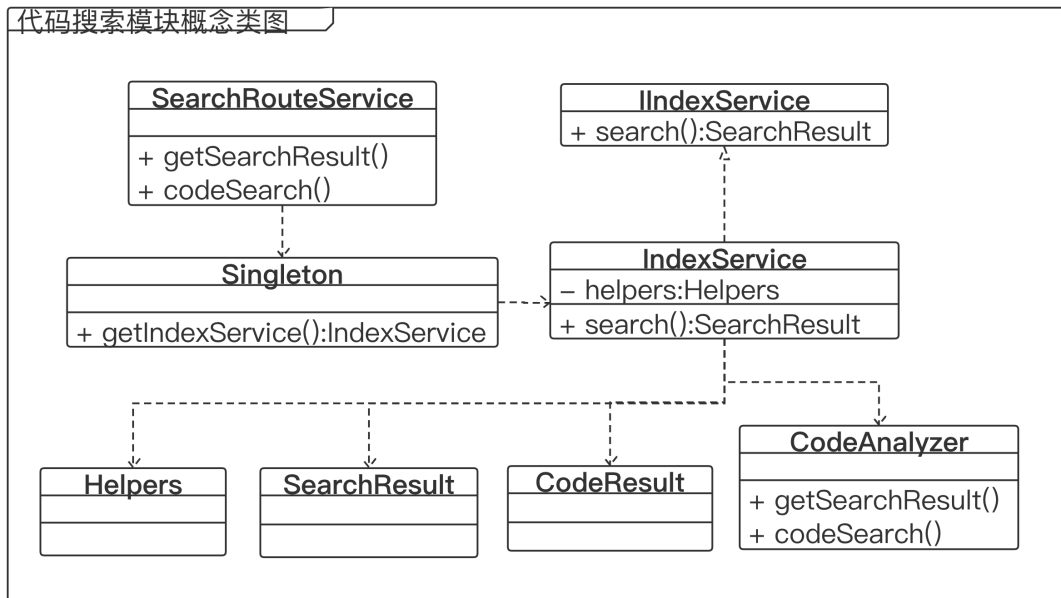 代码搜索模块概念类图
SearchRouteService
+ getSearchResult()
+ codeSearch()
IIndexService
+ search():SearchResult
Singleton
+ getIndexService():IndexService
IndexService
– helpers:Helpers
+ search():SearchResult
Helpers
SearchResult
CodeResult
CodeAnalyzer
+ getSearchResult()
+ codeSearch()